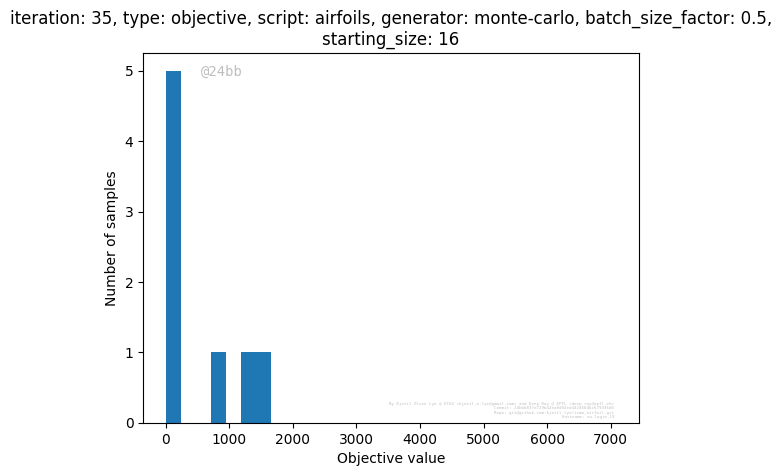 iteration: 35, type: objective, script: airfoils, generator: monte-carlo, batch_size_factor: 0.5,
starting_size: 16
@24bb
5
4
3
2
1
0
Number of samples
0 1000 2000 3000 4000 5000 6000 7000
Objective value